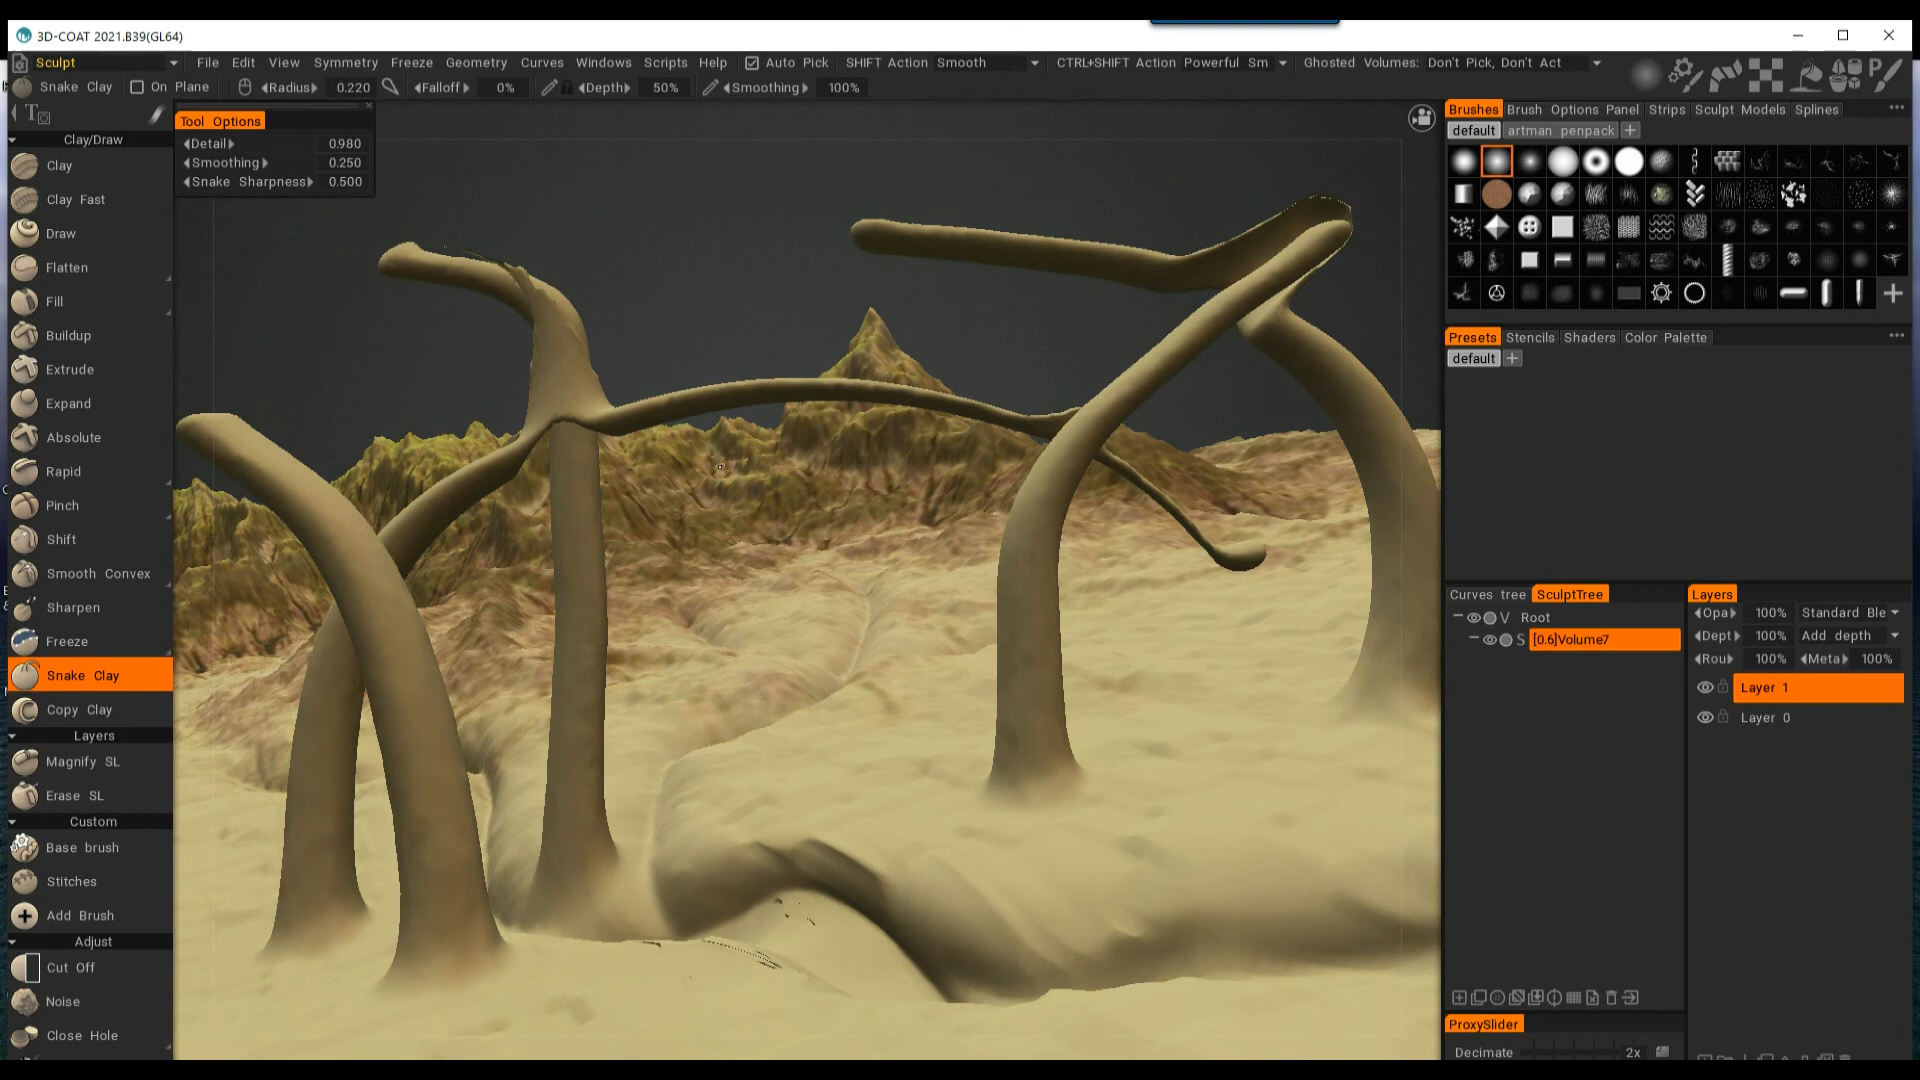 3D-COAT 2021.B39(GL64)
Sculpt File Edit View Symmetry Freeze Geometry Curves Windows Scripts Help Auto Pick SHIFT Action Smooth CTRL+SHIFT Action Powerful Sm Ghosted Volumes: Don't Pick, Don't Act
Snake Clay On Plane Radius 0.220 Falloff 0% Depth 50% Smoothing 100%
Tool Options
Detail 0.980
Smoothing 0.250
Snake Sharpness 0.500
Clay/Draw
Clay
Clay Fast
Draw
Flatten
Fill
Buildup
Extrude
Expand
Absolute
Rapid
Pinch
Shift
Smooth Convex
Sharpen
Freeze
Snake Clay
Copy Clay
Layers
Magnify SL
Erase SL
Custom
Base brush
Stitches
Add Brush
Adjust
Cut Off
Noise
Close Hole
Brushes Brush Options Panel Strips Sculpt Models Splines
default artman penpack +
Presets Stencils Shaders Color Palette
default +
Curves tree SculptTree
V Root
S [0.6]Volume7
ProxySlider
Decimate 2x
Layers
Opa 100% Standard Ble
Dept 100% Add depth
Rou 100% Meta 100%
Layer 1
Layer 0